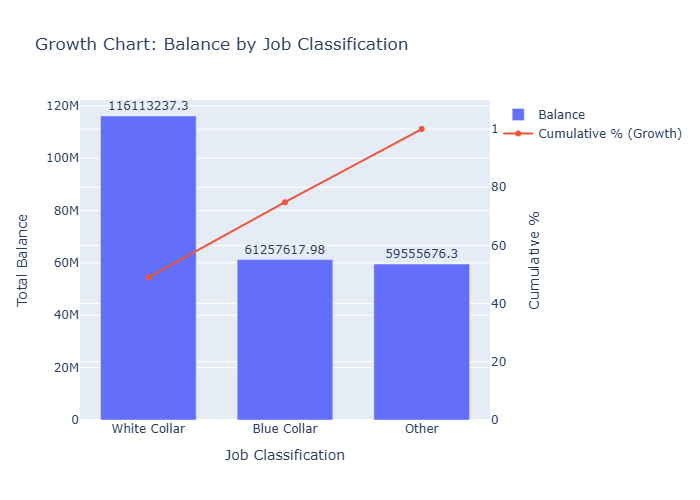 Growth Chart: Balance by Job Classification
120M
100M
80M
60M
40M
20M
0
Total Balance
116113237.3
61257617.98
59555676.3
White Collar
Blue Collar
Other
Job Classification
1
80
60
40
20
0
Cumulative %
Balance
Cumulative % (Growth)